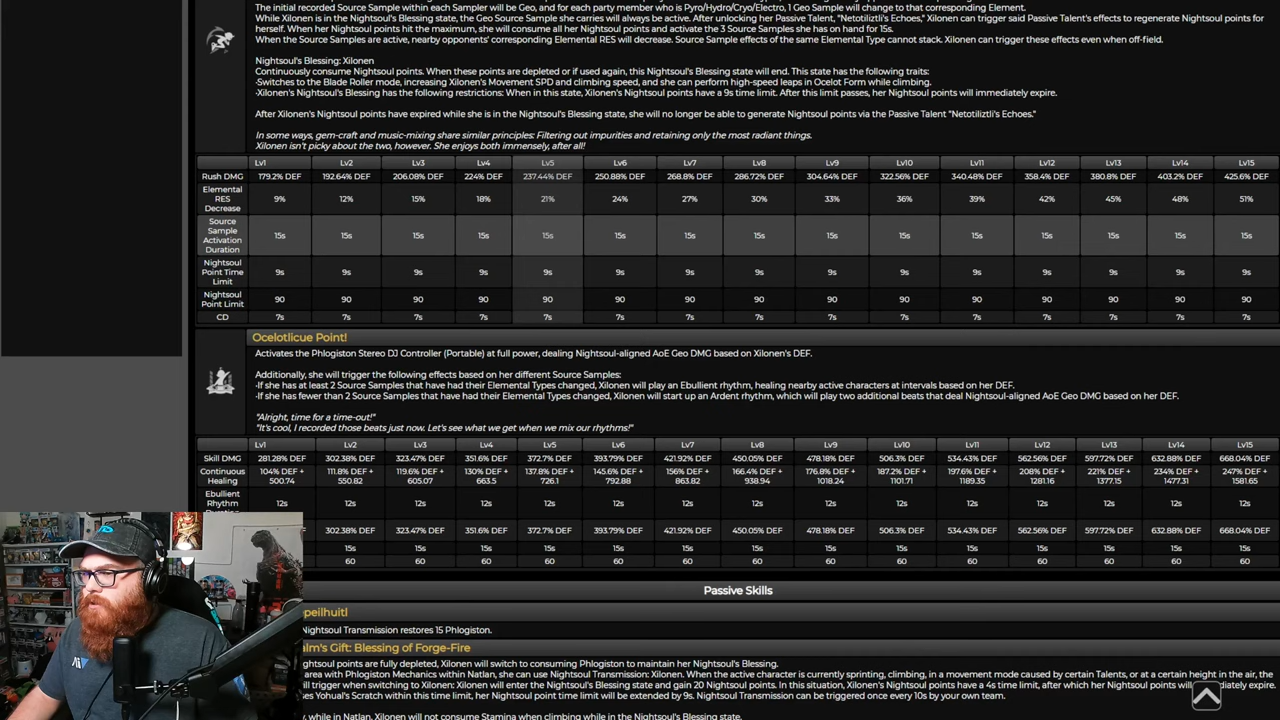 The initial recorded Source Sample within each Sampler will be Geo, and for each party member who is Pyro/Hydro/Cryo/Electro, 1 Geo Sample will change to that corresponding Element.
While Xilonen is in the Nightsoul's Blessing state, the Geo Source Sample she carries will always be active. After unlocking her Passive Talent, "Netotiliztli's Echoes," Xilonen can trigger said Passive Talent's effects to regenerate Nightsoul points for
herself. When her Nightsoul points hit the maximum, she will consume all her Nightsoul points and activate the 3 Source Samples she has on hand for 15s.
When the Source Samples are active, nearby opponents' corresponding Elemental RES will decrease. Source Sample effects of the same Elemental Type cannot stack. Xilonen can trigger these effects even when off-field.
Nightsoul's Blessing: Xilonen
Continuously consume Nightsoul points. When these points are depleted or if used again, this Nightsoul's Blessing state will end. This state has the following traits:
·Switches to the Blade Roller mode, increasing Xilonen's Movement SPD and climbing speed, and she can perform high-speed leaps in Ocelot Form while climbing.
·Xilonen's Nightsoul's Blessing has the following restrictions: When in this state, Xilonen's Nightsoul points have a 9s time limit. After this limit passes, her Nightsoul points will immediately expire.
After Xilonen's Nightsoul points have expired while she is in the Nightsoul's Blessing state, she will no longer be able to generate Nightsoul points via the Passive Talent "Netotiliztli's Echoes."
In some ways, gem-craft and music-mixing share similar principles: Filtering out impurities and retaining only the most radiant things.
Xilonen isn't picky about the two, however. She enjoys both immensely, after all!
Lv1 Lv2 Lv3 Lv4 Lv5 Lv6 Lv7 Lv8 Lv9 Lv10 Lv11 Lv12 Lv13 Lv14 Lv15
Rush DMG 179.2% DEF 192.64% DEF 206.08% DEF 224% DEF 237.44% DEF 250.88% DEF 268.8% DEF 286.72% DEF 304.64% DEF 322.56% DEF 340.48% DEF 358.4% DEF 380.8% DEF 403.2% DEF 425.6% DEF
Elemental
RES
Decrease
9% 12% 15% 18% 21% 24% 27% 30% 33% 36% 39% 42% 45% 48% 51%
Source
Sample
Activation
Duration
15s 15s 15s 15s 15s 15s 15s 15s 15s 15s 15s 15s 15s 15s 15s
Nightsoul
Point Time
Limit
9s 9s 9s 9s 9s 9s 9s 9s 9s 9s 9s 9s 9s 9s 9s
Nightsoul
Point Limit
90 90 90 90 90 90 90 90 90 90 90 90 90 90 90
CD 7s 7s 7s 7s 7s 7s 7s 7s 7s 7s 7s 7s 7s 7s 7s
Ocelotlicue Point!
Activates the Phlogiston Stereo DJ Controller (Portable) at full power, dealing Nightsoul-aligned AoE Geo DMG based on Xilonen's DEF.
Additionally, she will trigger the following effects based on her different Source Samples:
·If she has at least 2 Source Samples that have had their Elemental Types changed, Xilonen will play an Ebullient rhythm, healing nearby active characters at intervals based on her DEF.
·If she has fewer than 2 Source Samples that have had their Elemental Types changed, Xilonen will start up an Ardent rhythm, which will play two additional beats that deal Nightsoul-aligned AoE Geo DMG based on her DEF.
"Alright, time for a time-out!"
"It's cool, I recorded those beats just now. Let's see what we get when we mix our rhythms!"
Lv1 Lv2 Lv3 Lv4 Lv5 Lv6 Lv7 Lv8 Lv9 Lv10 Lv11 Lv12 Lv13 Lv14 Lv15
Skill DMG 281.28% DEF 302.38% DEF 323.47% DEF 351.6% DEF 372.7% DEF 393.79% DEF 421.92% DEF 450.05% DEF 478.18% DEF 506.3% DEF 534.43% DEF 562.56% DEF 597.72% DEF 632.88% DEF 668.04% DEF
Continuous 104% DEF + 111.8% DEF + 119.6% DEF + 130% DEF + 137.8% DEF + 145.6% DEF + 156% DEF + 166.4% DEF + 176.8% DEF + 187.2% DEF + 197.6% DEF + 208% DEF + 221% DEF + 234% DEF + 247% DEF +
Healing 500.74 550.82 605.07 663.5 726.1 792.88 863.82 938.94 1018.24 1101.71 1189.35 1281.16 1377.15 1477.31 1581.65
Ebullient
Rhythm
12s 12s 12s 12s 12s 12s 12s 12s 12s 12s 12s 12s 12s 12s 12s
302.38% DEF 323.47% DEF 351.6% DEF 372.7% DEF 393.79% DEF 421.92% DEF 450.05% DEF 478.18% DEF 506.3% DEF 534.43% DEF 562.56% DEF 597.72% DEF 632.88% DEF 668.04% DEF
15s 15s 15s 15s 15s 15s 15s 15s 15s 15s 15s 15s 15s 15s
60 60 60 60 60 60 60 60 60 60 60 60 60 60
Passive Skills
peilhuitl
Nightsoul Transmission restores 15 Phlogiston.
alm's Gift: Blessing of Forge-Fire
ghtsoul points are fully depleted, Xilonen will switch to consuming Phlogiston to maintain her Nightsoul's Blessing.
area with Phlogiston Mechanics within Natlan, she can use Nightsoul Transmission: Xilonen. When the active character is currently sprinting, climbing, in a movement mode caused by certain Talents, or at a certain height in the air, the
ill trigger when switching to Xilonen: Xilonen will enter the Nightsoul's Blessing state and gain 20 Nightsoul points. In this situation, Xilonen's Nightsoul points have a 4s time limit, after which her Nightsoul points will immediately expire.
ses Yohual's Scratch within this time limit, her Nightsoul point time limit will be extended by 9s. Nightsoul Transmission can be triggered once every 10s by your own team.
, while in Natlan, Xilonen will not consume Stamina when climbing while in the Nightsoul's Blessing state.